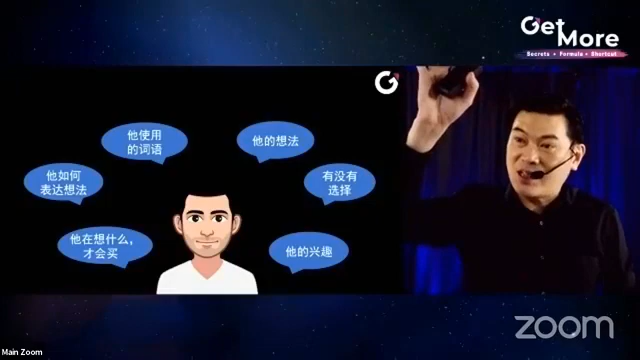 Get
More
Secrets • Formula • Shortcut
他使用
的词语
他的想法
他如何
表达想法
有没有
选择
他在想什么，
才会买
他的兴趣
zoom
Main Zoom